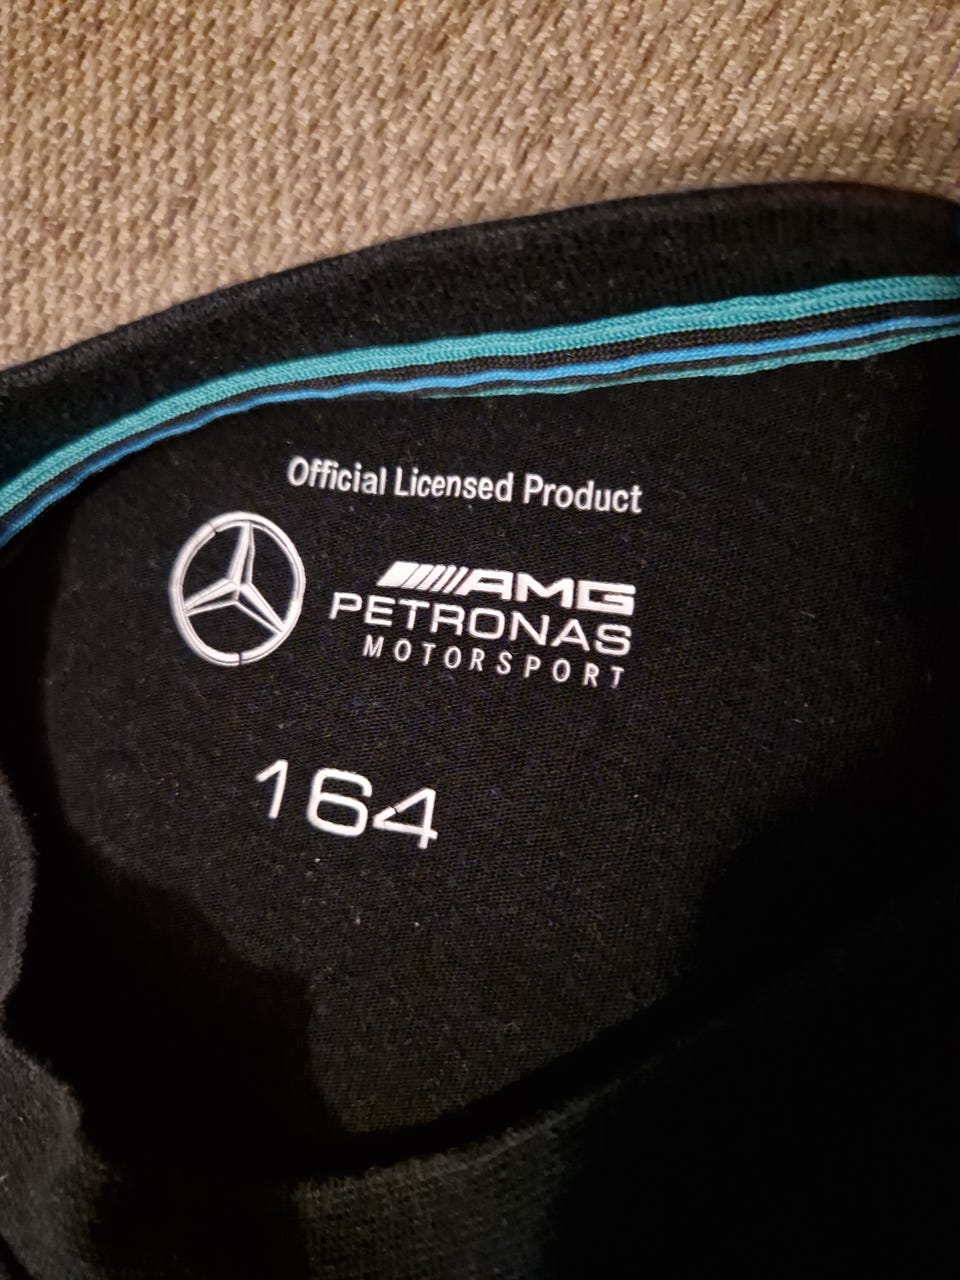 Official Licensed Product
AMG
PETRONAS
MOTORSPORT
164